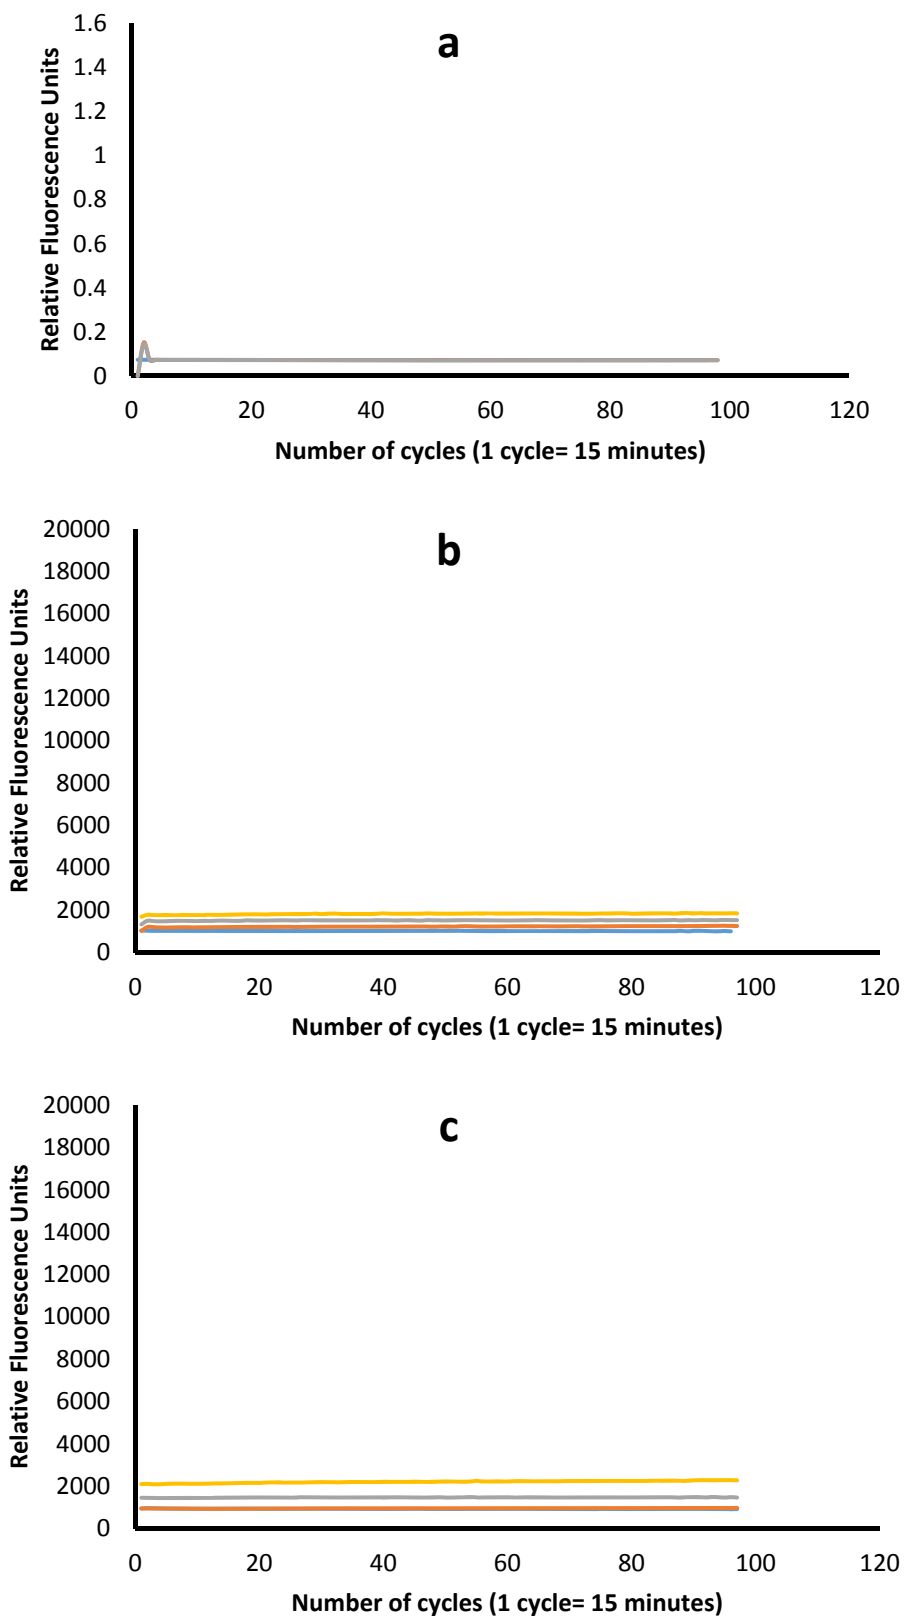 a
Relative Fluorescence Units
1.6
1.4
1.2
1
0.8
0.6
0.4
0.2
0
0 20 40 60 80 100 120
Number of cycles (1 cycle= 15 minutes)
b
Relative Fluorescence Units
20000
18000
16000
14000
12000
10000
8000
6000
4000
2000
0
0 20 40 60 80 100 120
Number of cycles (1 cycle= 15 minutes)
c
Relative Fluorescence Units
20000
18000
16000
14000
12000
10000
8000
6000
4000
2000
0
0 20 40 60 80 100 120
Number of cycles (1 cycle= 15 minutes)